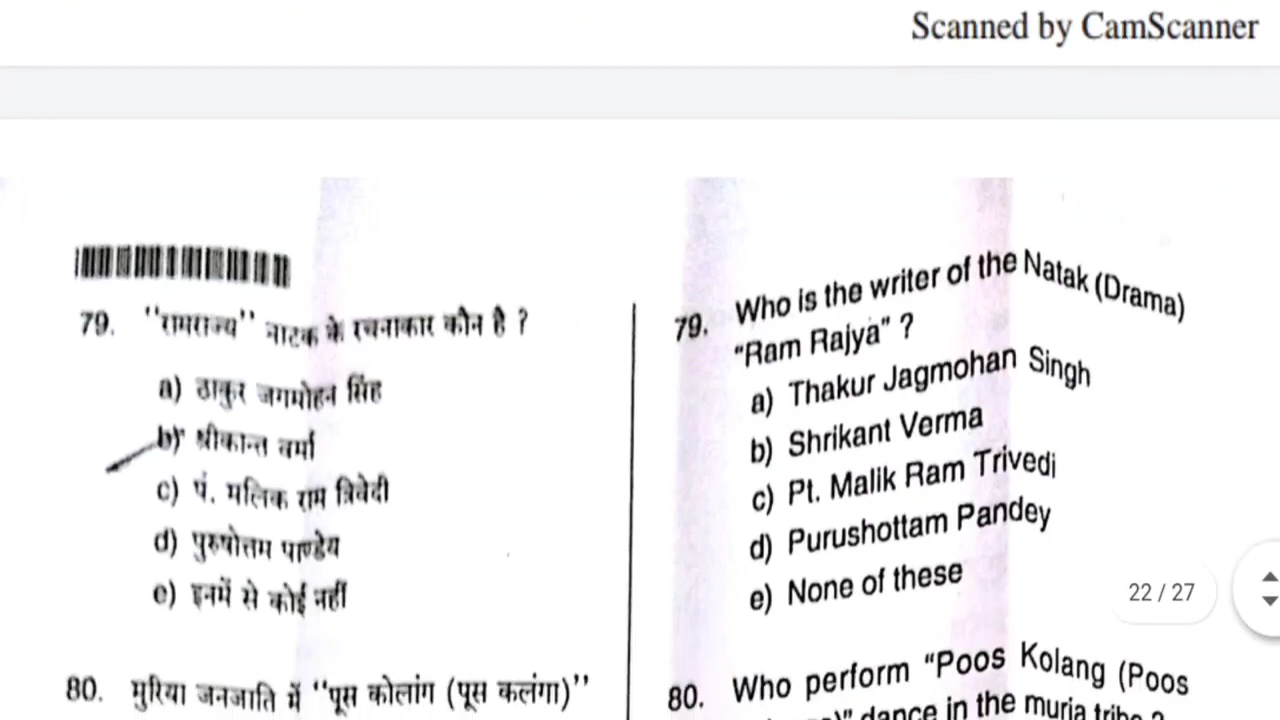 Scanned by CamScanner
79. "रामराज्य" नाटक के रचनाकार कौन है ?
a) ठाकुर जगमोहन सिंह
b) श्रीकान्त वर्मा
c) पं. मलिक राम त्रिवेदी
d) पुरुषोत्तम पाण्डेय
e) इनमें से कोई नहीं
80. मुरिया जनजाति में "पूस कोलांग (पूस कलंगा)"
79. Who is the writer of the Natak (Drama)
"Ram Rajya" ?
a) Thakur Jagmohan Singh
b) Shrikant Verma
c) Pt. Malik Ram Trivedi
d) Purushottam Pandey
e) None of these
80. Who perform "Poos Kolang (Poos
dance in the muria tribe ?
22 / 27